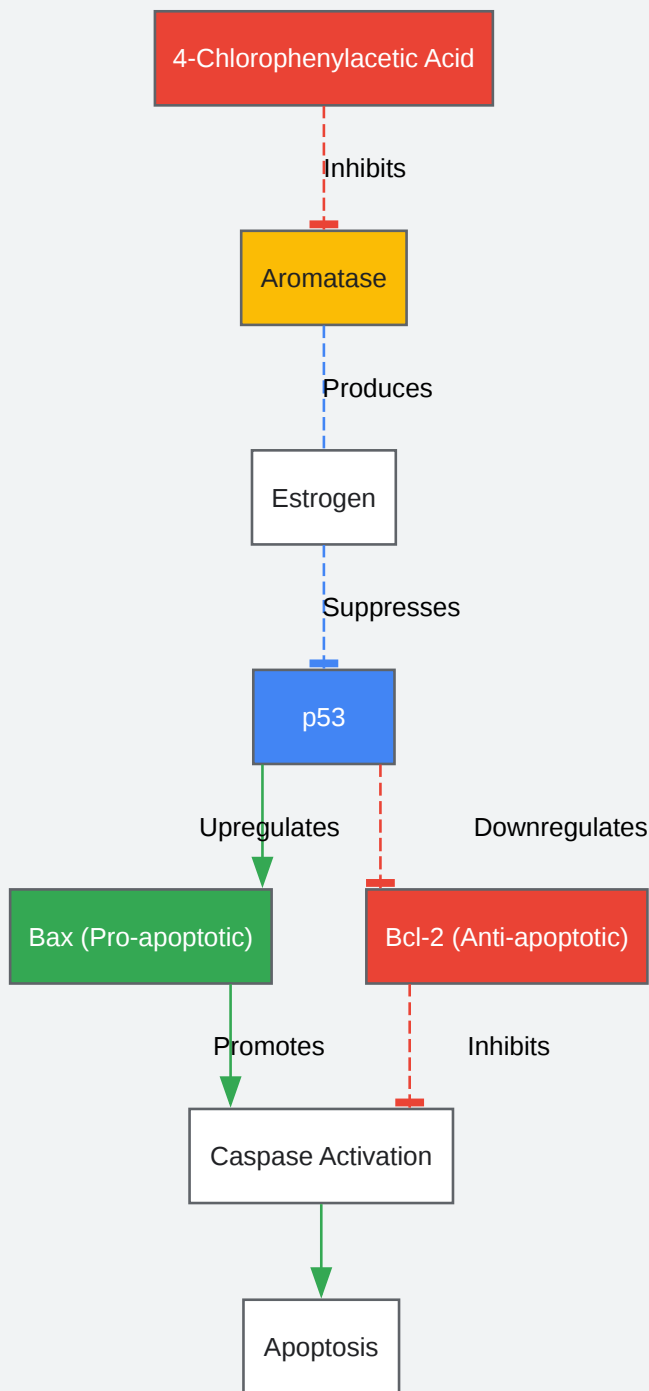 4-Chlorophenylacetic Acid
Inhibits
Aromatase
Produces
Estrogen
Suppresses
p53
Upregulates
Downregulates
Bax (Pro-apoptotic)
Bcl-2 (Anti-apoptotic)
Promotes
Inhibits
Caspase Activation
Apoptosis